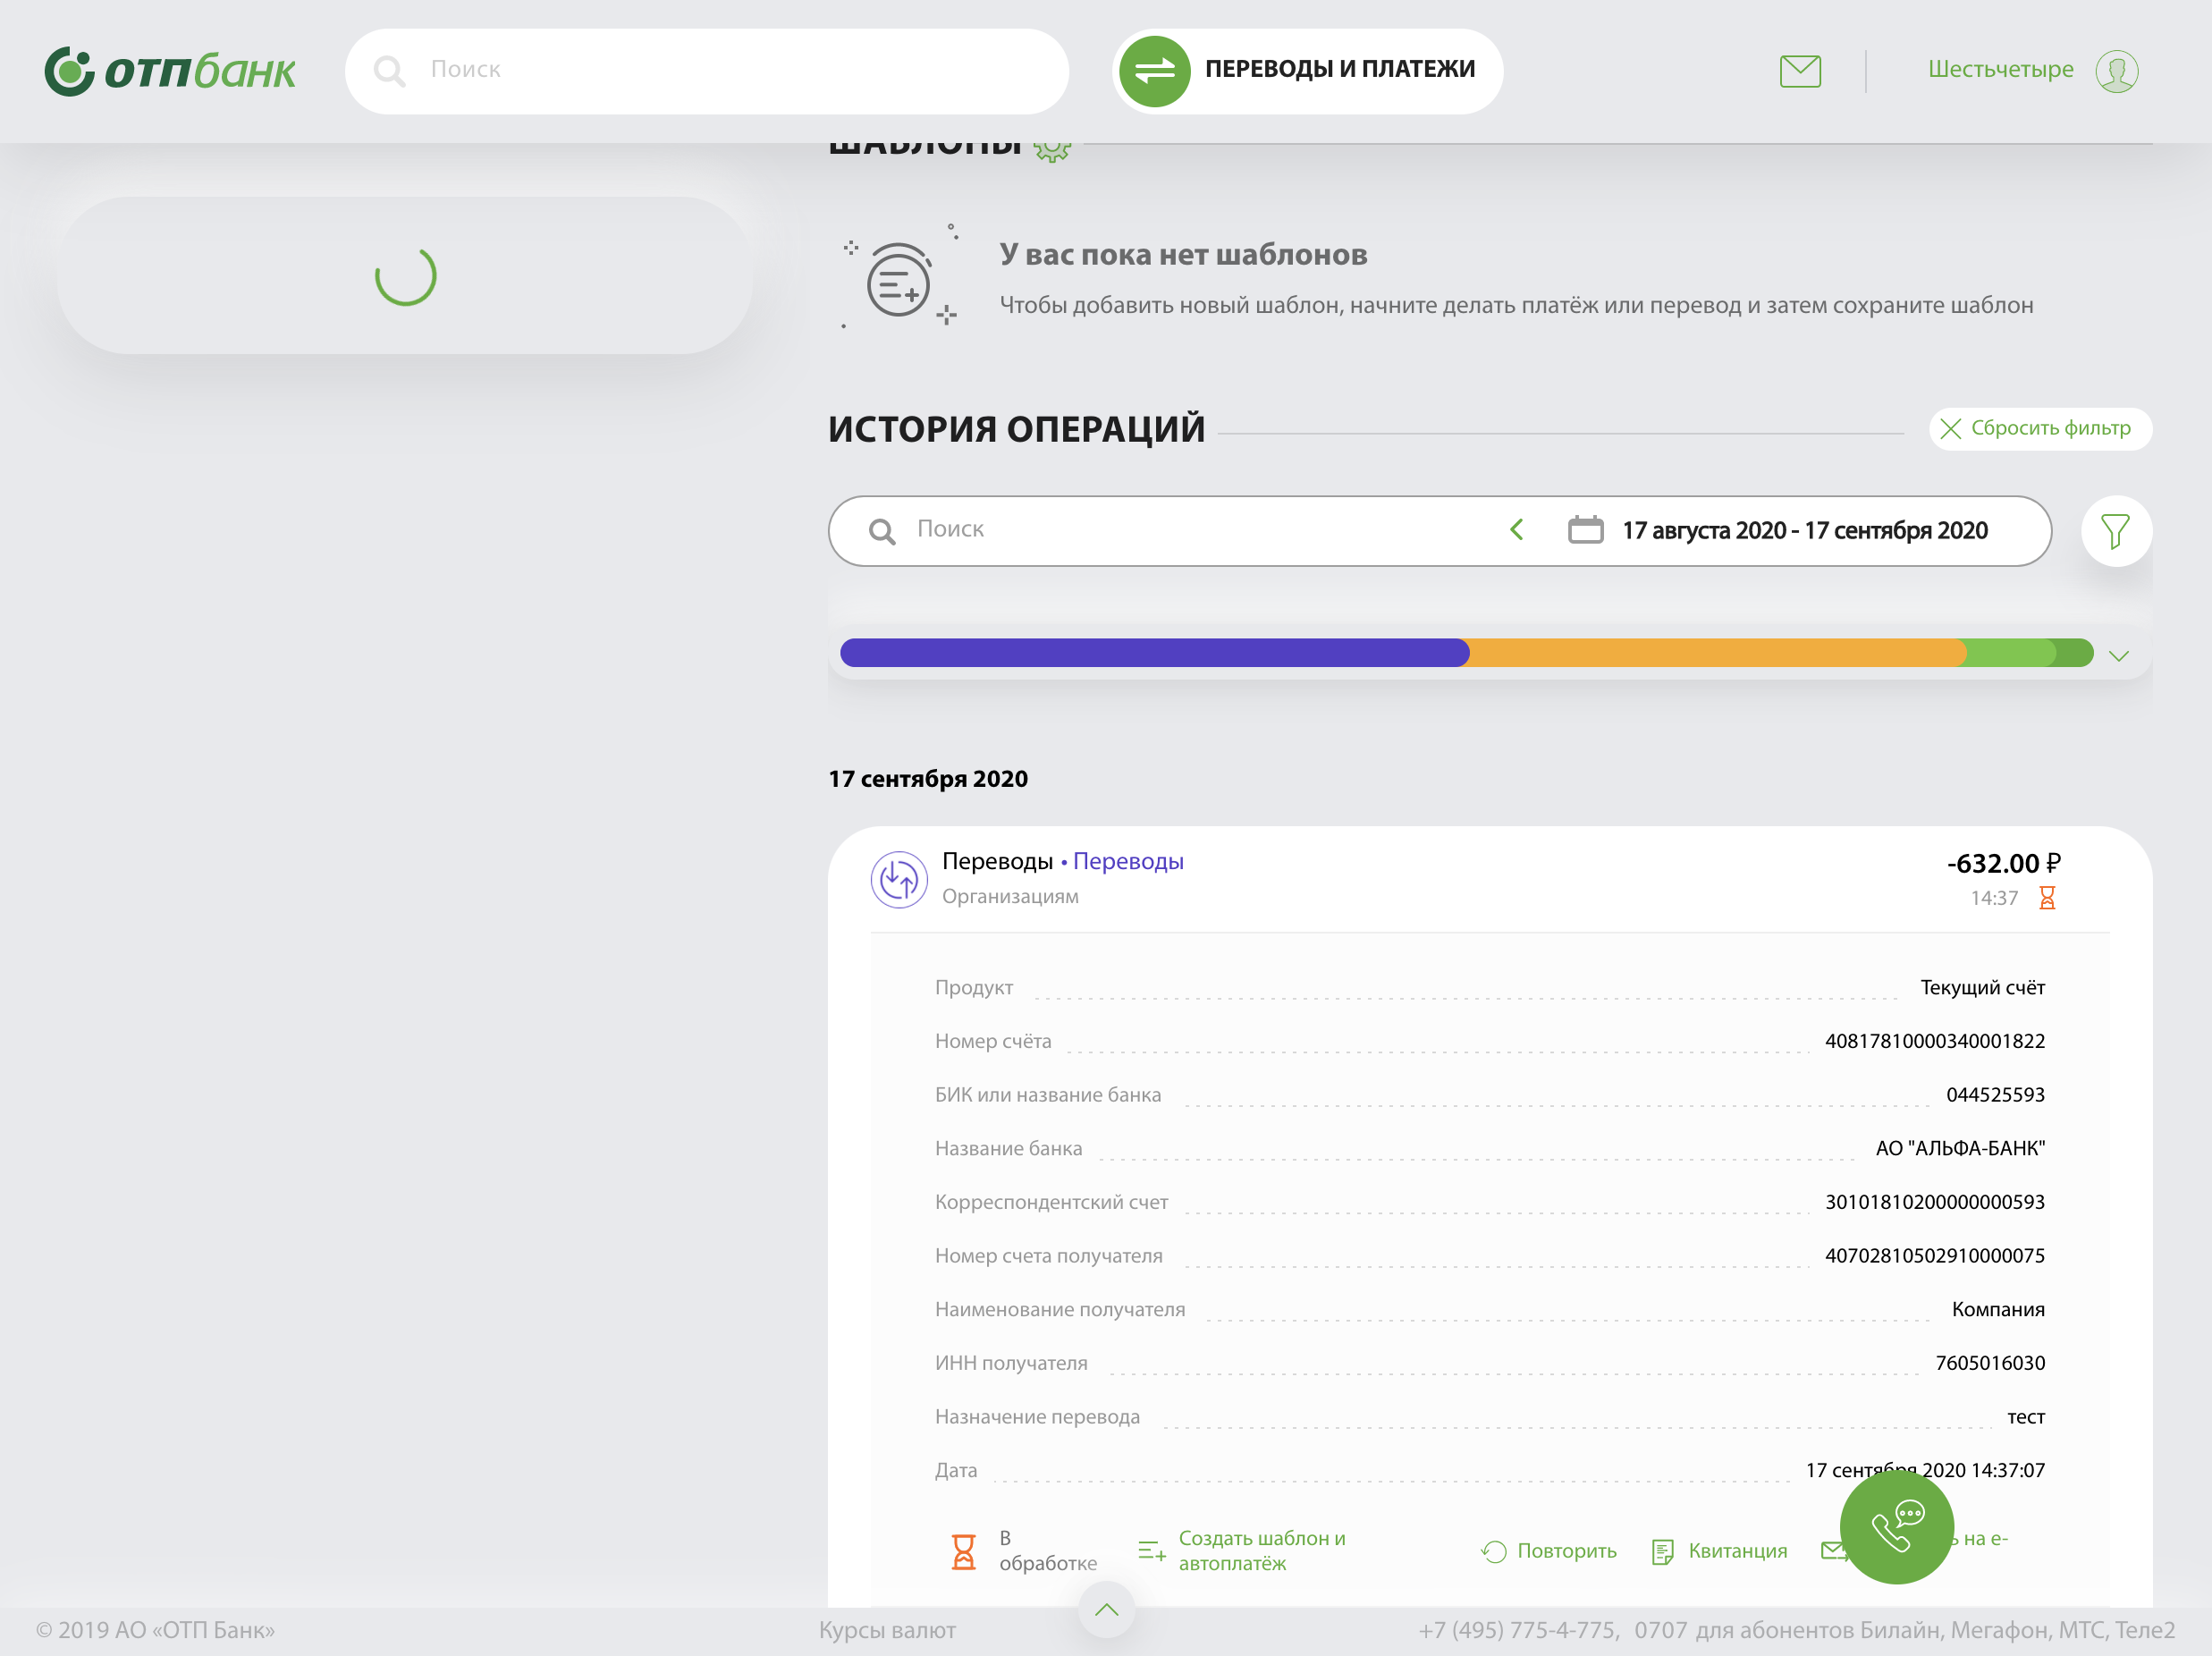 отпбанк
Поиск
ПЕРЕВОДЫ И ПЛАТЕЖИ
Шестьчетыре
ШАБЛОНЫ
У вас пока нет шаблонов
Чтобы добавить новый шаблон, начните делать платёж или перевод и затем сохраните шаблон
ИСТОРИЯ ОПЕРАЦИЙ
Сбросить фильтр
Поиск
17 августа 2020 - 17 сентября 2020
17 сентября 2020
Переводы • Переводы
-632.00 ₽
Организациям
14:37
Продукт Текущий счёт
Номер счёта 40817810000340001822
БИК или название банка 044525593
Название банка АО "АЛЬФА-БАНК"
Корреспондентский счет 30101810200000000593
Номер счета получателя 40702810502910000075
Наименование получателя Компания
ИНН получателя 7605016030
Назначение перевода тест
Дата 17 сентября 2020 14:37:07
В
обработке
Создать шаблон и
автоплатёж
Повторить
Квитанция
на e-
© 2019 АО «ОТП Банк»
Курсы валют
+7 (495) 775-4-775, 0707 для абонентов Билайн, Мегафон, МТС, Теле2